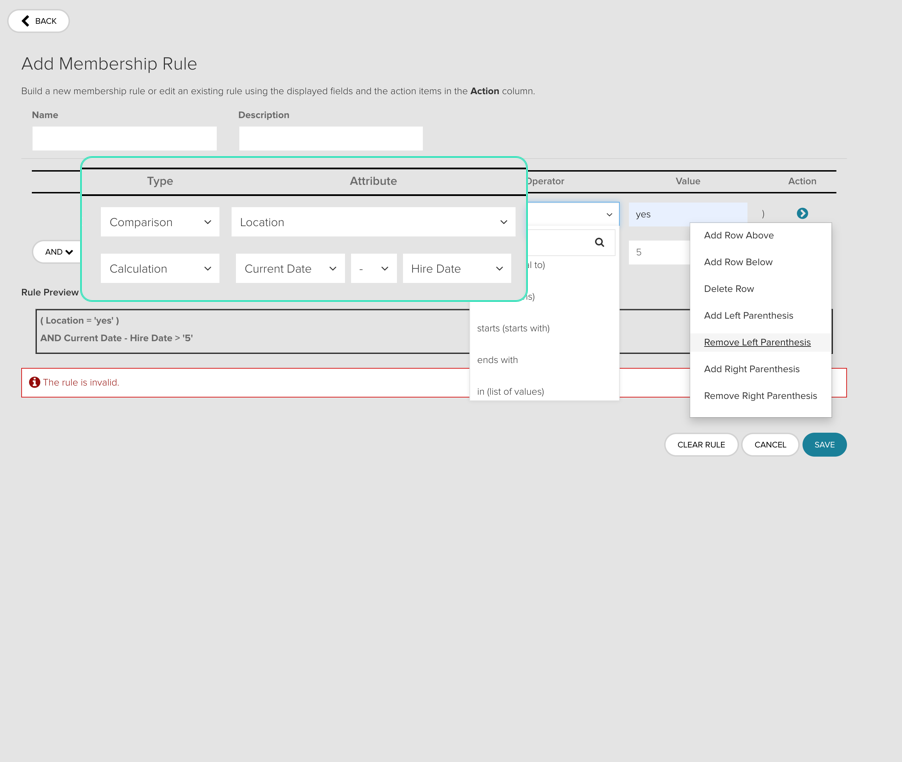 BACK
Add Membership Rule
Build a new membership rule or edit an existing rule using the displayed fields and the action items in the Action column.
Name Description
Type Attribute Operator Value Action
Comparison Location yes )
AND Calculation Current Date - Hire Date 5
al to)
starts (starts with)
ends with
in (list of values)
Add Row Above
Add Row Below
Delete Row
Add Left Parenthesis
Remove Left Parenthesis
Add Right Parenthesis
Remove Right Parenthesis
Rule Preview
( Location = 'yes' )
AND Current Date - Hire Date > '5'
The rule is invalid.
CLEAR RULE CANCEL SAVE